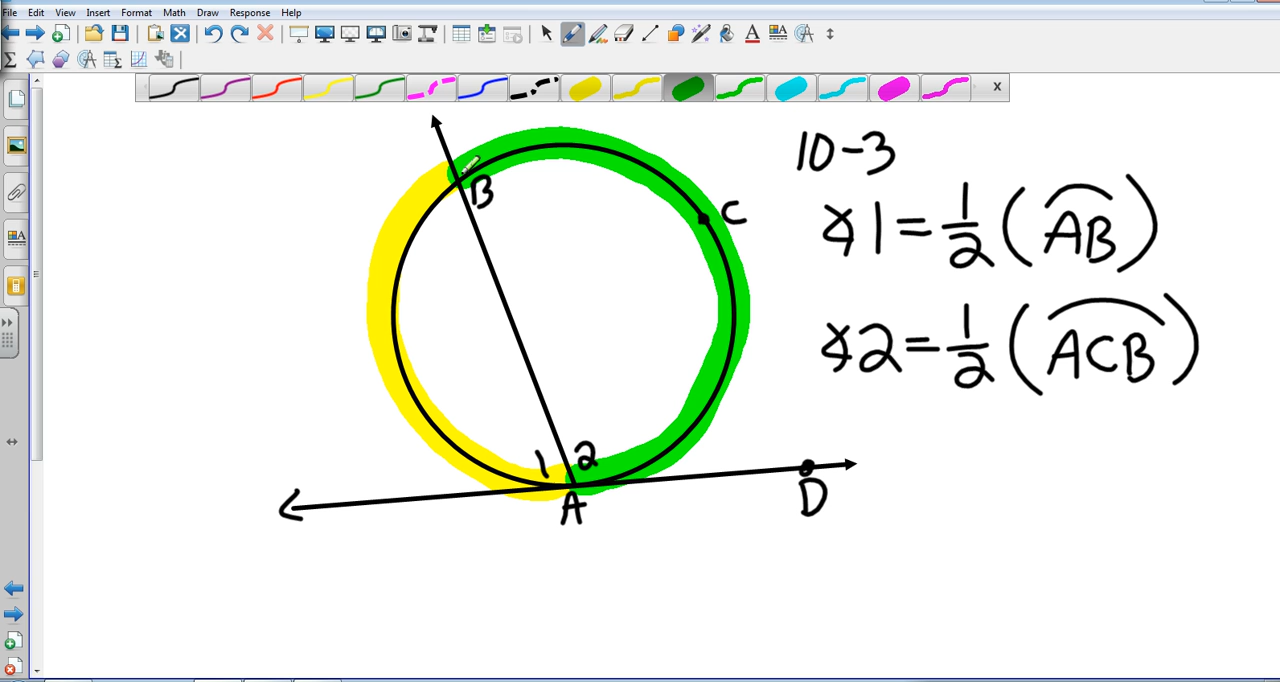 File Edit View Insert Format Math Draw Response Help
A
Σ
x
10-3
∡1=1/2(AB)
∡2=1/2(ACB)
B
C
1 2
A
D